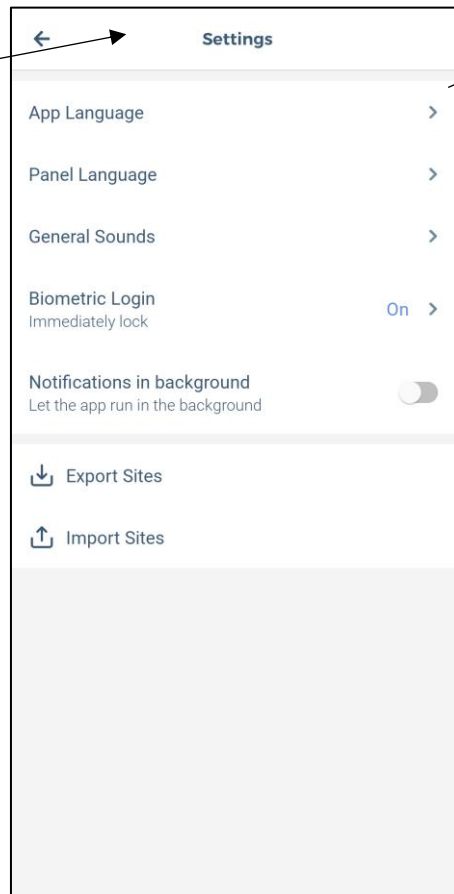 Settings
App Language
Panel Language
General Sounds
Biometric Login
On
Immediately lock
Notifications in background
Let the app run in the background
Export Sites
Import Sites